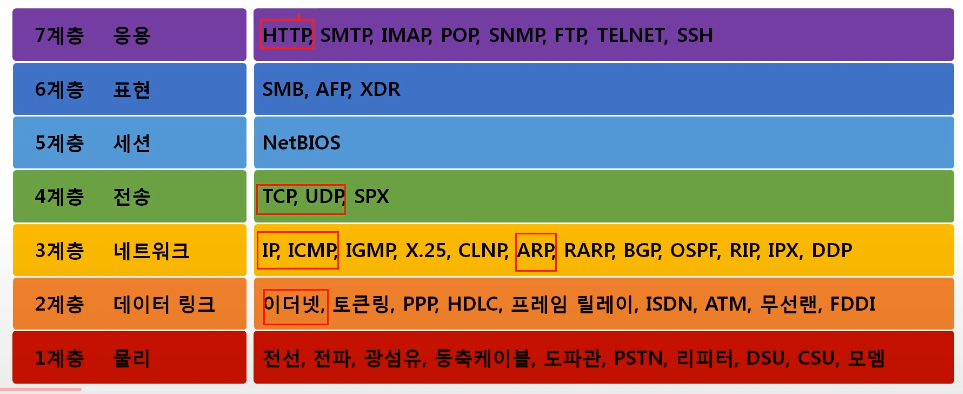 7계층 응용 HTTP, SMTP, IMAP, POP, SNMP, FTP, TELNET, SSH
6계층 표현 SMB, AFP, XDR
5계층 세션 NetBIOS
4계층 전송 TCP, UDP, SPX
3계층 네트워크 IP, ICMP, IGMP, X.25, CLNP, ARP, RARP, BGP, OSPF, RIP, IPX, DDP
2계층 데이터 링크 이더넷, 토큰링, PPP, HDLC, 프레임 릴레이, ISDN, ATM, 무선랜, FDDI
1계층 물리 전선, 전파, 광섬유, 동축케이블, 도파관, PSTN, 리피터, DSU, CSU, 모뎀